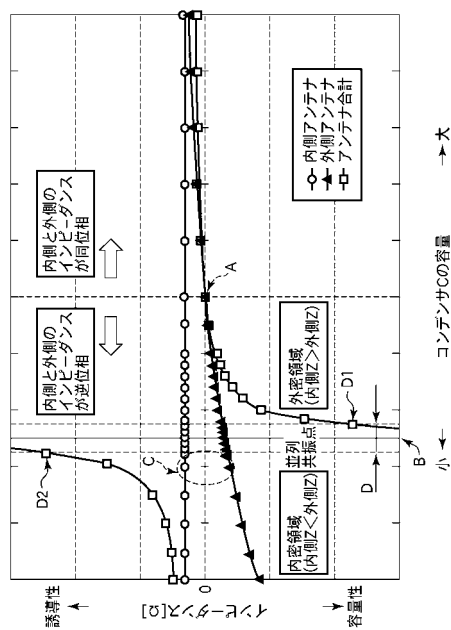 内側と外側の
インピーダンス
が逆位相
内側と外側の
インピーダンス
が同位相
誘導性
インピーダンス[Ω]
0
容量性
D2
C
A
D1
D
B
内側アンテナ
外側アンテナ
アンテナ合計
内密領域
(内側Z<外側Z)
並列
共振点
外密領域
(内側Z>外側Z)
小
コンデンサCの容量
大